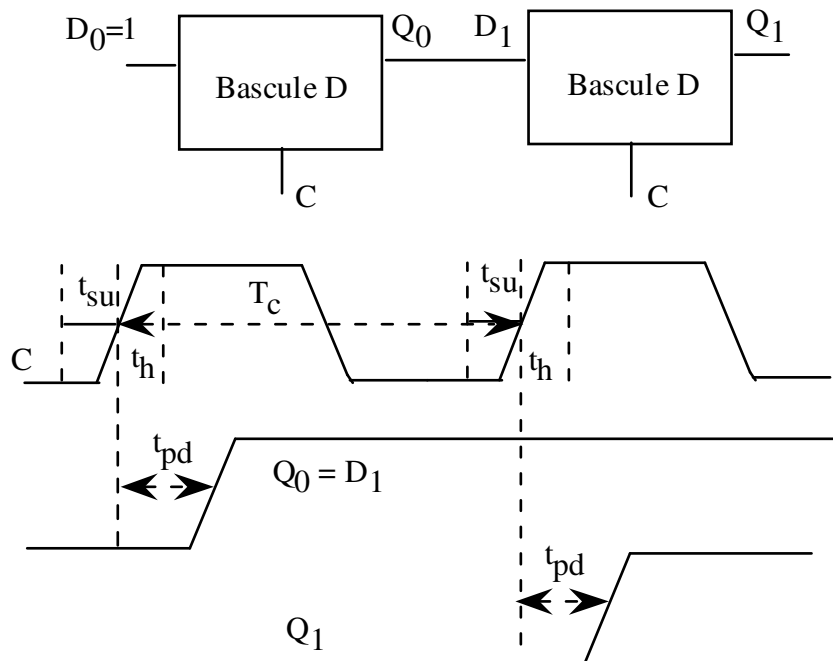 D0=1
Q0
D1
Q1
Bascule D
Bascule D
C
C
tsu
Tc
tsu
C
th
th
tpd
Q0 = D1
tpd
Q1